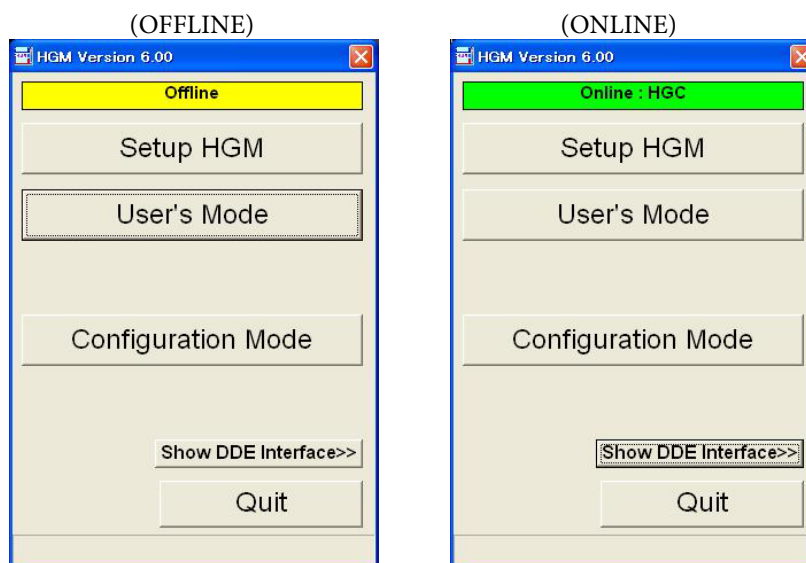 (OFFLINE)
HGM Version 6.00
Offline
Setup HGM
User's Mode
Configuration Mode
Show DDE Interface>>
Quit
(ONLINE)
HGM Version 6.00
Online : HGC
Setup HGM
User's Mode
Configuration Mode
Show DDE Interface>>
Quit